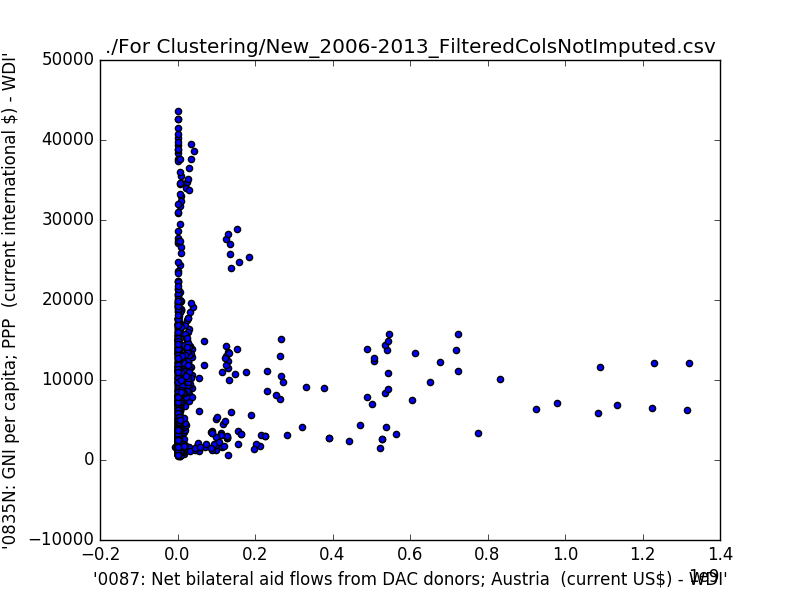 ./For Clustering/New_2006-2013_FilteredColsNotImputed.csv
50000
40000
30000
20000
10000
0
−10000
'0835N: GNI per capita; PPP  (current international $) - WDI'
−0.2 0.0 0.2 0.4 0.6 0.8 1.0 1.2 1.4
1e9
'0087: Net bilateral aid flows from DAC donors; Austria  (current US$) - WDI'